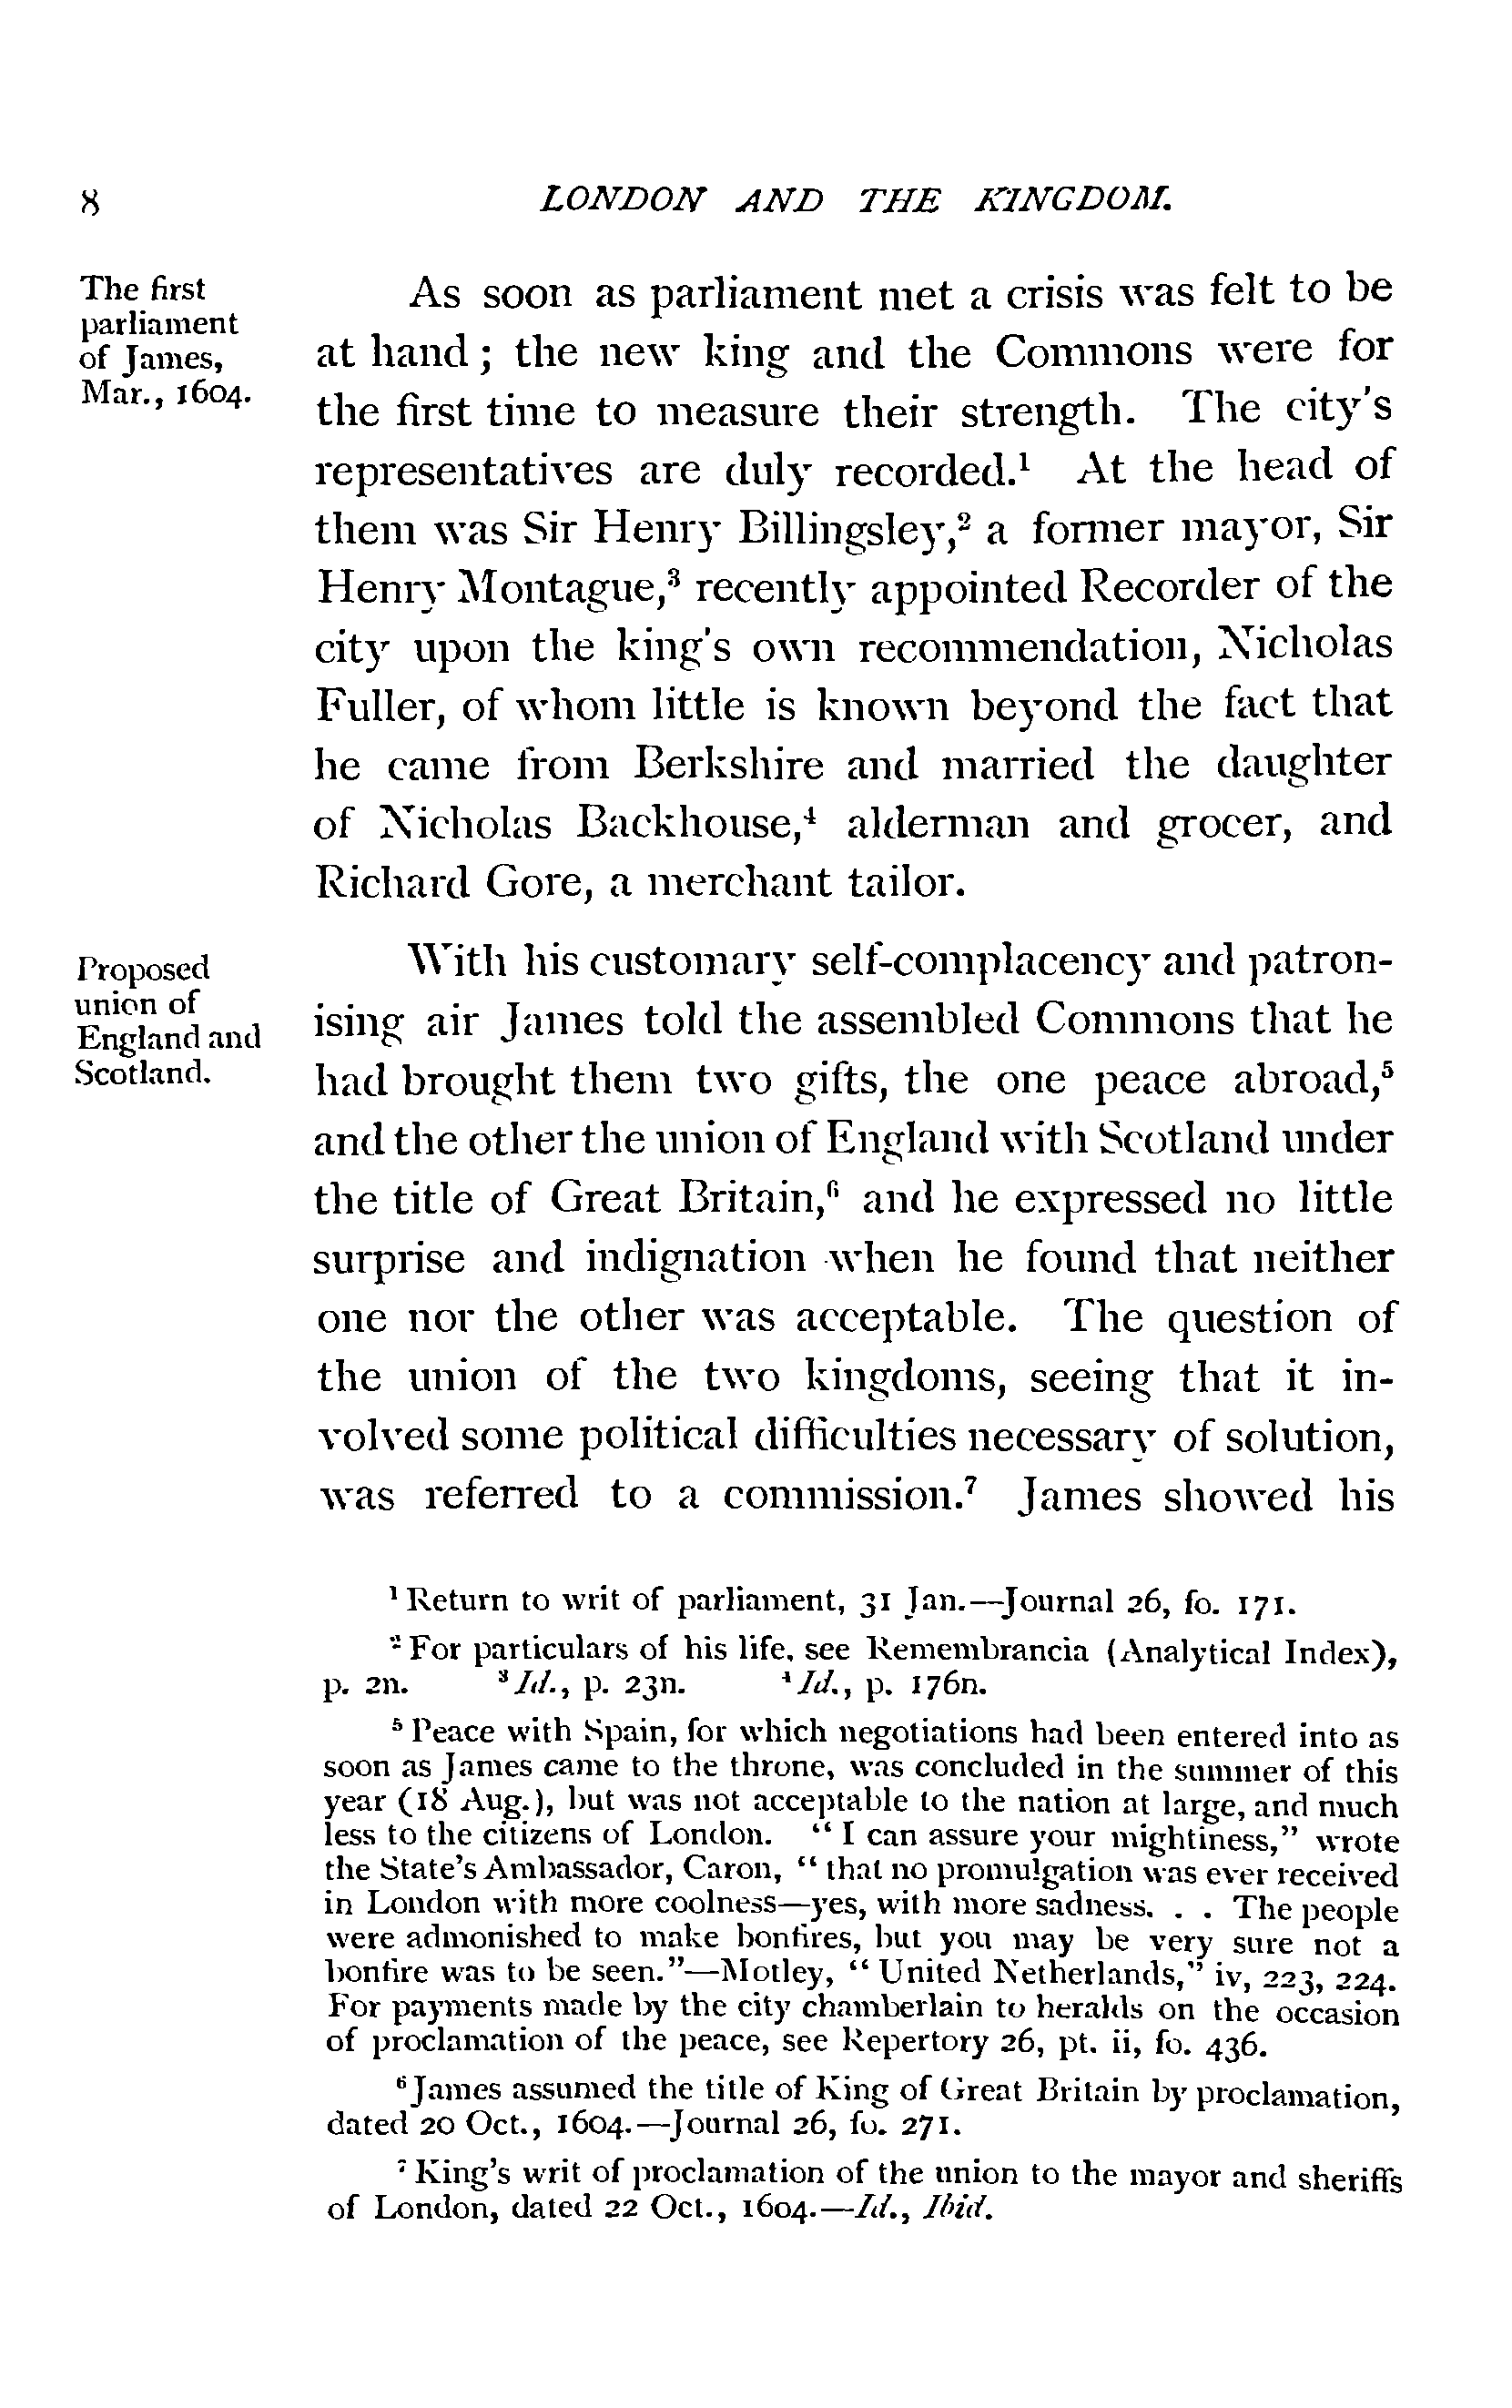 8 LONDON AND THE KINGDOM.
The first
parliament
of James,
Mar., 1604.
As soon as parliament met a crisis was felt to be
at hand; the new king and the Commons were for
the first time to measure their strength. The city's
representatives are duly recorded.¹ At the head of
them was Sir Henry Billingsley,² a former mayor, Sir
Henry Montague,³ recently appointed Recorder of the
city upon the king's own recommendation, Nicholas
Fuller, of whom little is known beyond the fact that
he came from Berkshire and married the daughter
of Nicholas Backhouse,⁴ alderman and grocer, and
Richard Gore, a merchant tailor.
Proposed
union of
England and
Scotland.
With his customary self-complacency and patron-
ising air James told the assembled Commons that he
had brought them two gifts, the one peace abroad,⁵
and the other the union of England with Scotland under
the title of Great Britain,⁶ and he expressed no little
surprise and indignation when he found that neither
one nor the other was acceptable. The question of
the union of the two kingdoms, seeing that it in-
volved some political difficulties necessary of solution,
was referred to a commission.⁷ James showed his
¹ Return to writ of parliament, 31 Jan.—Journal 26, fo. 171.
² For particulars of his life, see Remembrancia (Analytical Index),
p. 2n. ³ Id., p. 23n. ⁴ Id., p. 176n.
⁵ Peace with Spain, for which negotiations had been entered into as
soon as James came to the throne, was concluded in the summer of this
year (18 Aug.), but was not acceptable to the nation at large, and much
less to the citizens of London. "I can assure your mightiness," wrote
the State's Ambassador, Caron, "that no promulgation was ever received
in London with more coolness—yes, with more sadness. . . The people
were admonished to make bonfires, but you may be very sure not a
bonfire was to be seen."—Motley, "United Netherlands," iv, 223, 224.
For payments made by the city chamberlain to heralds on the occasion
of proclamation of the peace, see Repertory 26, pt. ii, fo. 436.
⁶ James assumed the title of King of Great Britain by proclamation,
dated 20 Oct., 1604.—Journal 26, fo. 271.
⁷ King's writ of proclamation of the union to the mayor and sheriffs
of London, dated 22 Oct., 1604.—Id., Ibid.